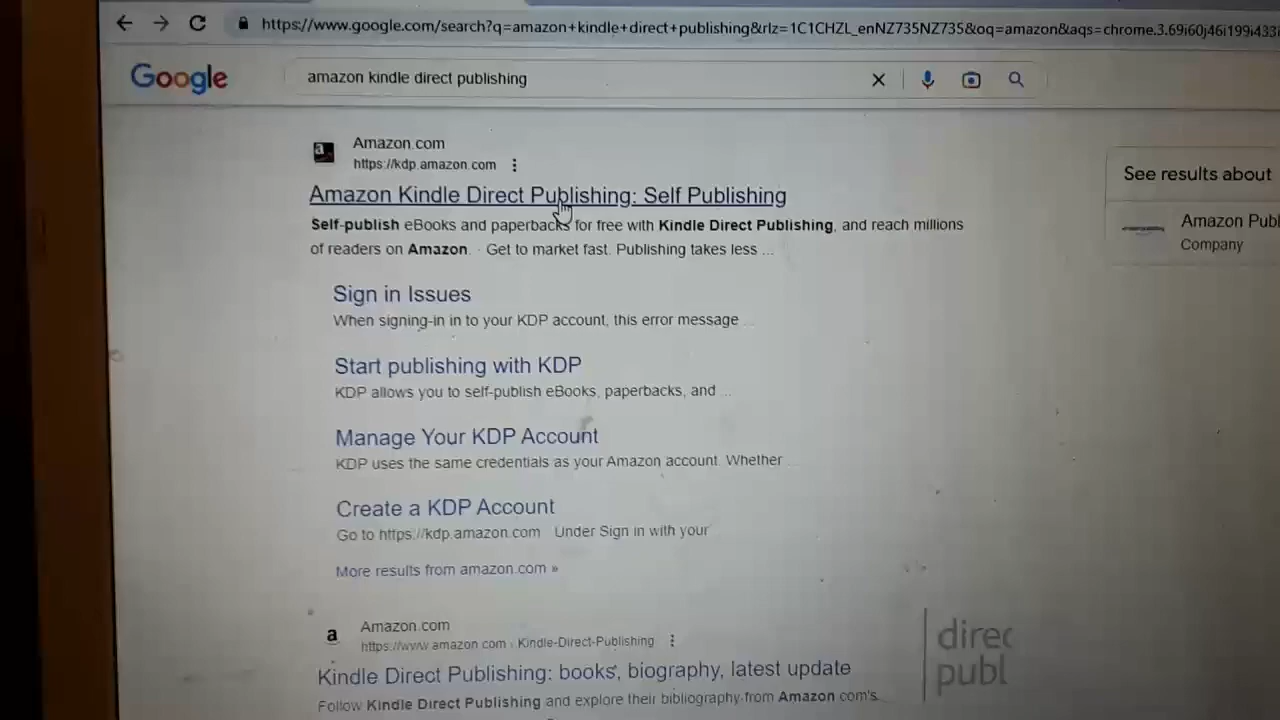 https://www.google.com/search?q=amazon+kindle+direct+publishing&rlz=1C1CHZL_enNZ735NZ735&oq=amazon&aqs=chrome.3.69i60j46i199i433i
Google
amazon kindle direct publishing
Amazon.com
https://kdp.amazon.com
Amazon Kindle Direct Publishing: Self Publishing
Self-publish eBooks and paperbacks for free with Kindle Direct Publishing, and reach millions
of readers on Amazon. · Get to market fast. Publishing takes less ...
Sign in Issues
When signing-in in to your KDP account, this error message ...
Start publishing with KDP
KDP allows you to self-publish eBooks, paperbacks, and ...
Manage Your KDP Account
KDP uses the same credentials as your Amazon account. Whether ...
Create a KDP Account
Go to https://kdp.amazon.com Under Sign in with your
More results from amazon.com »
See results about
Amazon Publ
Company
a
Amazon.com
https://www.amazon.com › Kindle-Direct-Publishing
Kindle Direct Publishing: books, biography, latest update
Follow Kindle Direct Publishing and explore their bibliography from Amazon.com's
direc
publ